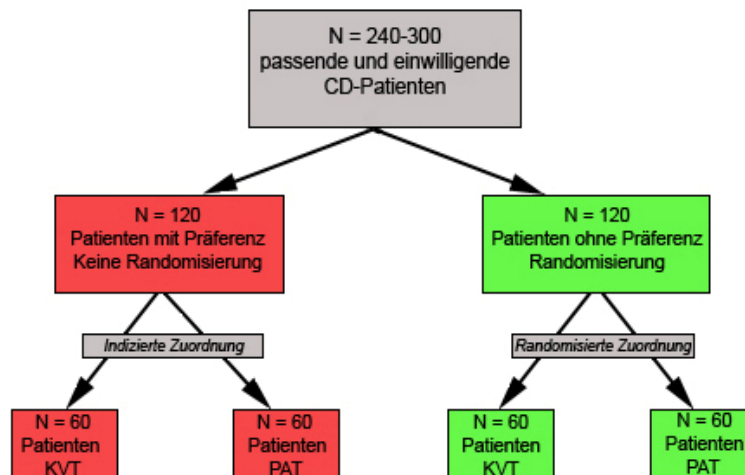 N = 240-300
passende und einwilligende
CD-Patienten
N = 120
Patienten mit Präferenz
Keine Randomisierung
N = 120
Patienten ohne Präferenz
Randomisierung
Indizierte Zuordnung
Randomisierte Zuordnung
N = 60
Patienten
KVT
N = 60
Patienten
PAT
N = 60
Patienten
KVT
N = 60
Patienten
PAT